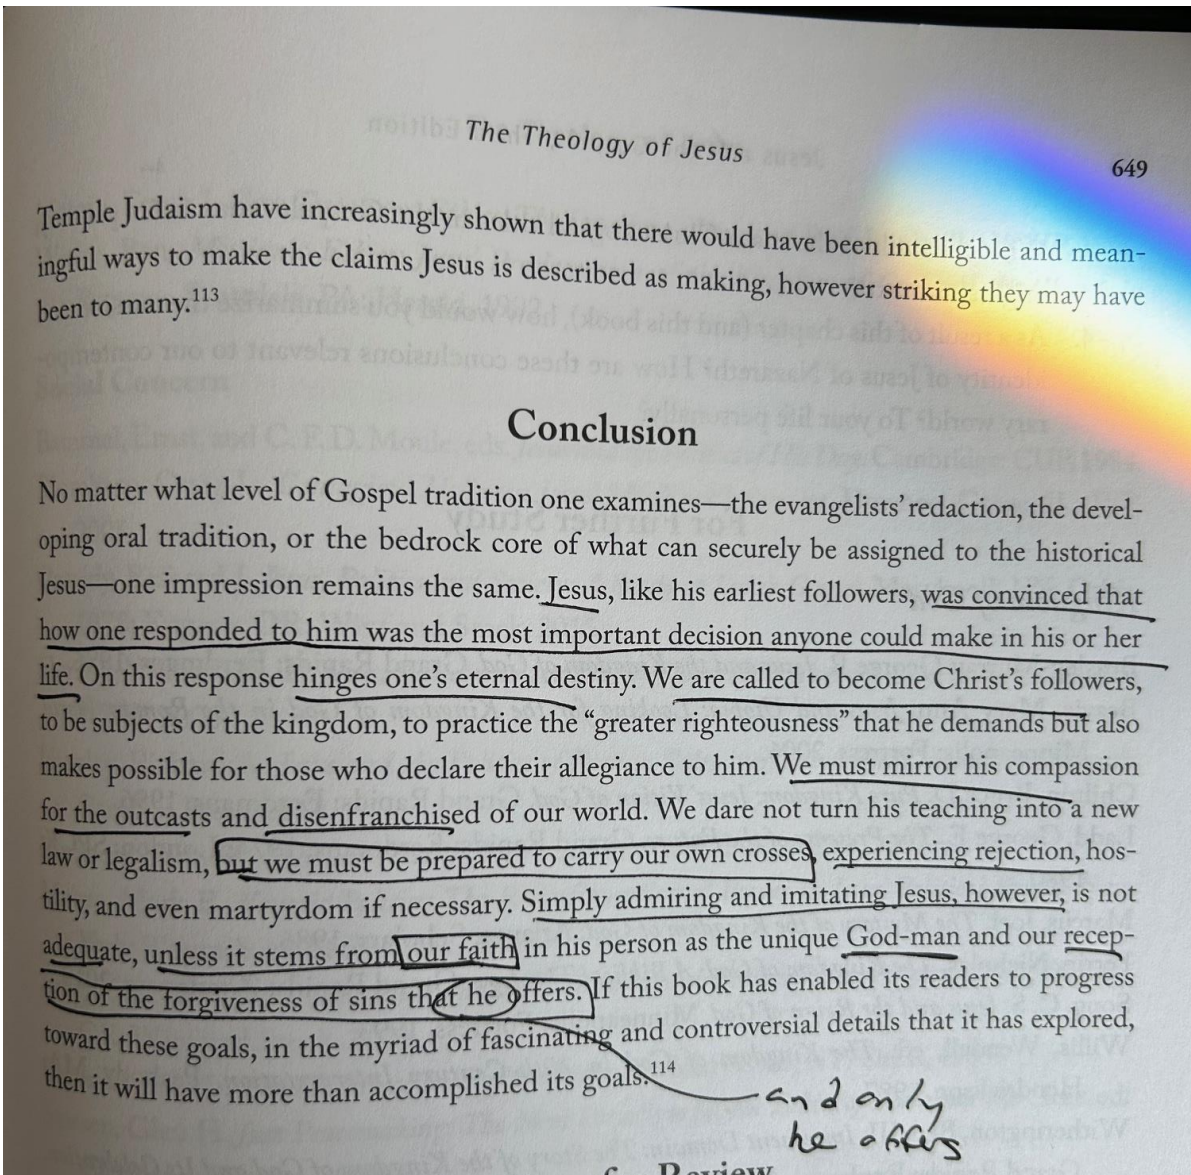 The Theology of Jesus
649
Temple Judaism have increasingly shown that there would have been intelligible and mean-
ingful ways to make the claims Jesus is described as making, however striking they may have
been to many.113
Conclusion
No matter what level of Gospel tradition one examines—the evangelists' redaction, the devel-
oping oral tradition, or the bedrock core of what can securely be assigned to the historical
Jesus—one impression remains the same. Jesus, like his earliest followers, was convinced that
how one responded to him was the most important decision anyone could make in his or her
life. On this response hinges one's eternal destiny. We are called to become Christ's followers,
to be subjects of the kingdom, to practice the "greater righteousness" that he demands but also
makes possible for those who declare their allegiance to him. We must mirror his compassion
for the outcasts and disenfranchised of our world. We dare not turn his teaching into a new
law or legalism, but we must be prepared to carry our own crosses, experiencing rejection, hos-
tility, and even martyrdom if necessary. Simply admiring and imitating Jesus, however, is not
adequate, unless it stems from our faith in his person as the unique God-man and our recep-
tion of the forgiveness of sins that he offers. If this book has enabled its readers to progress
toward these goals, in the myriad of fascinating and controversial details that it has explored,
then it will have more than accomplished its goals.114
and only
he offers
Review